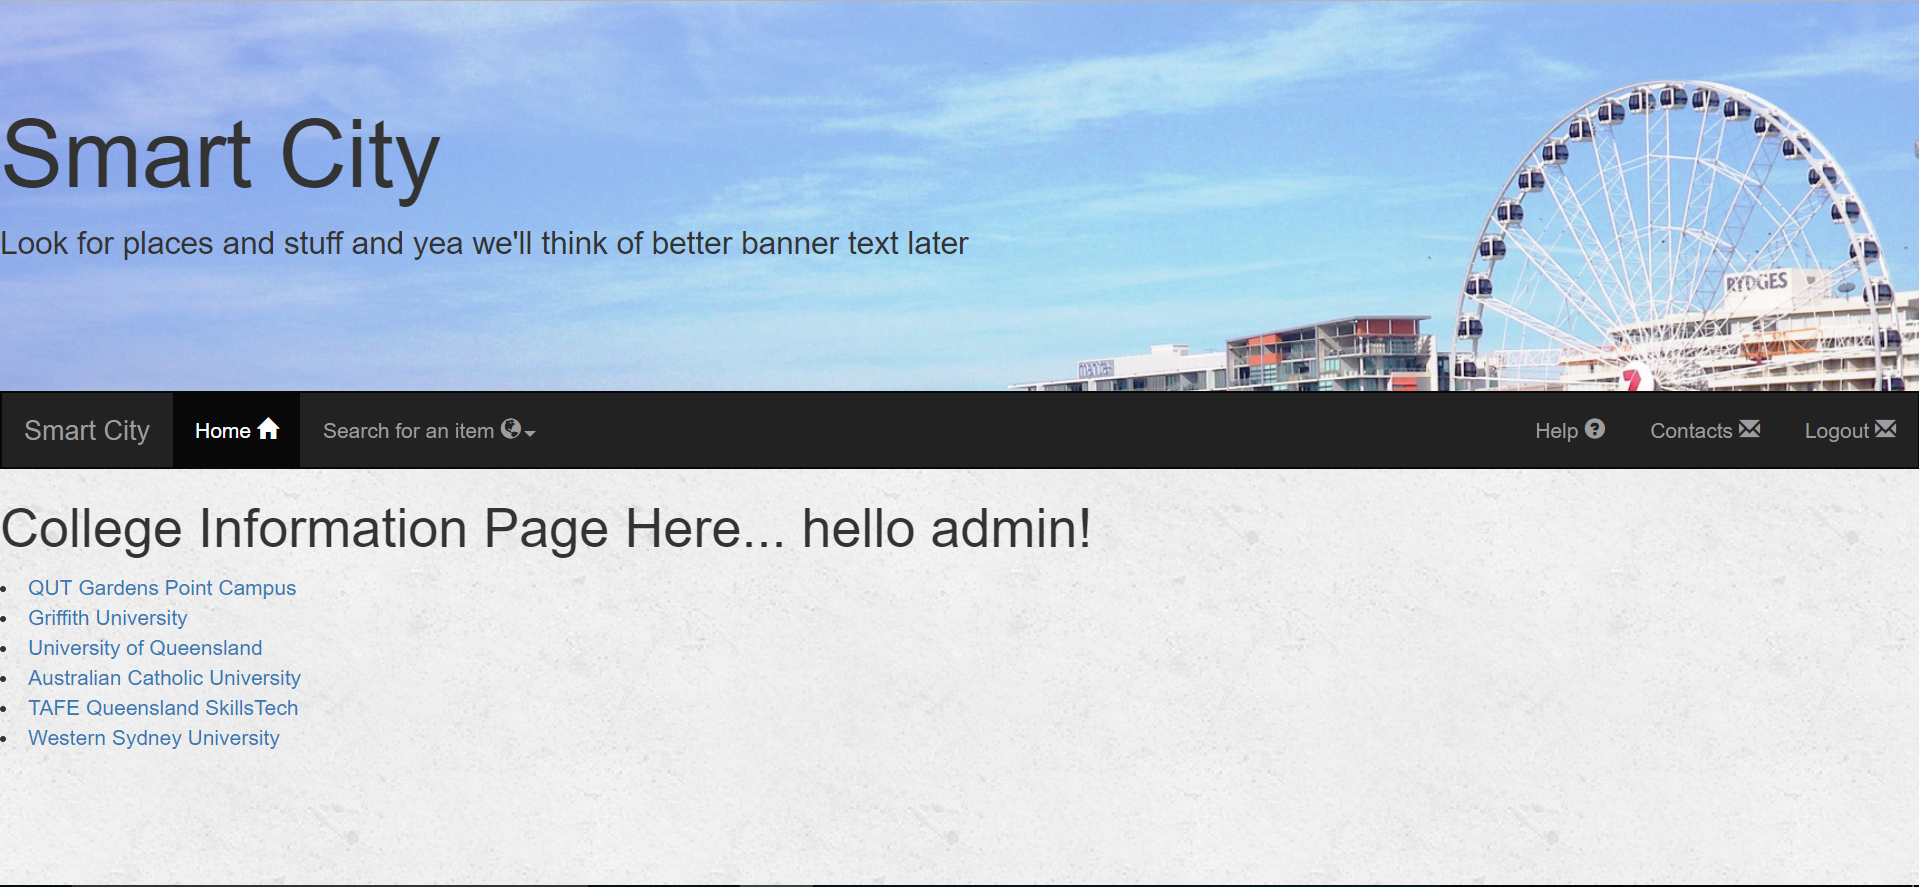 Smart City
Look for places and stuff and yea we'll think of better banner text later
RYDGES
Smart City Home Search for an item Help Contacts Logout
College Information Page Here... hello admin!
QUT Gardens Point Campus
Griffith University
University of Queensland
Australian Catholic University
TAFE Queensland SkillsTech
Western Sydney University